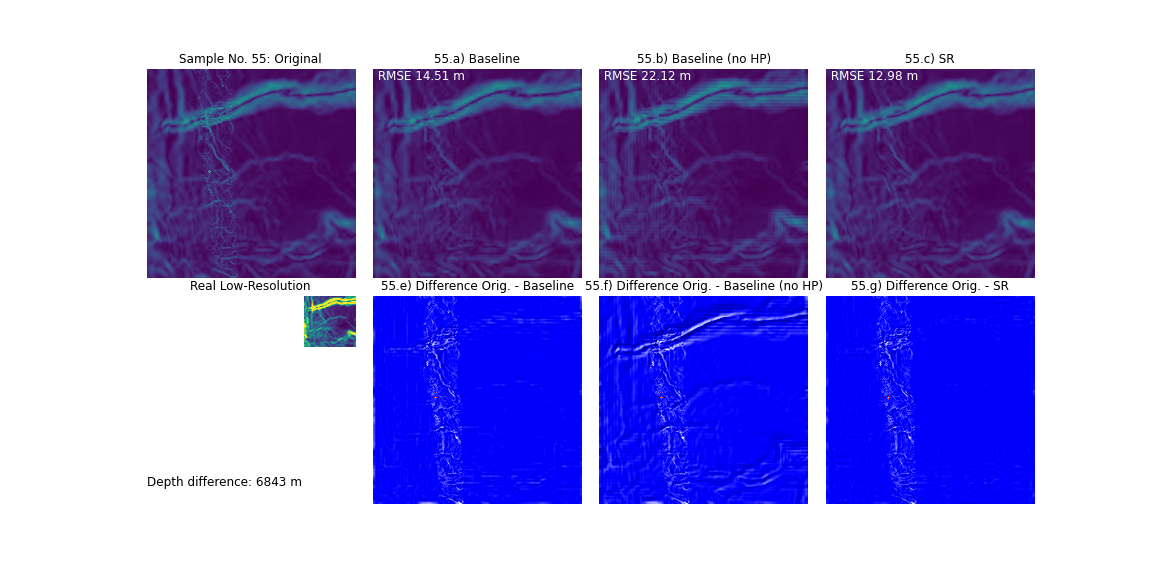 Sample No. 55: Original
55.a) Baseline
55.b) Baseline (no HP)
55.c) SR
RMSE 14.51 m
RMSE 22.12 m
RMSE 12.98 m
Real Low-Resolution
55.e) Difference Orig. - Baseline
55.f) Difference Orig. - Baseline (no HP)
55.g) Difference Orig. - SR
Depth difference: 6843 m